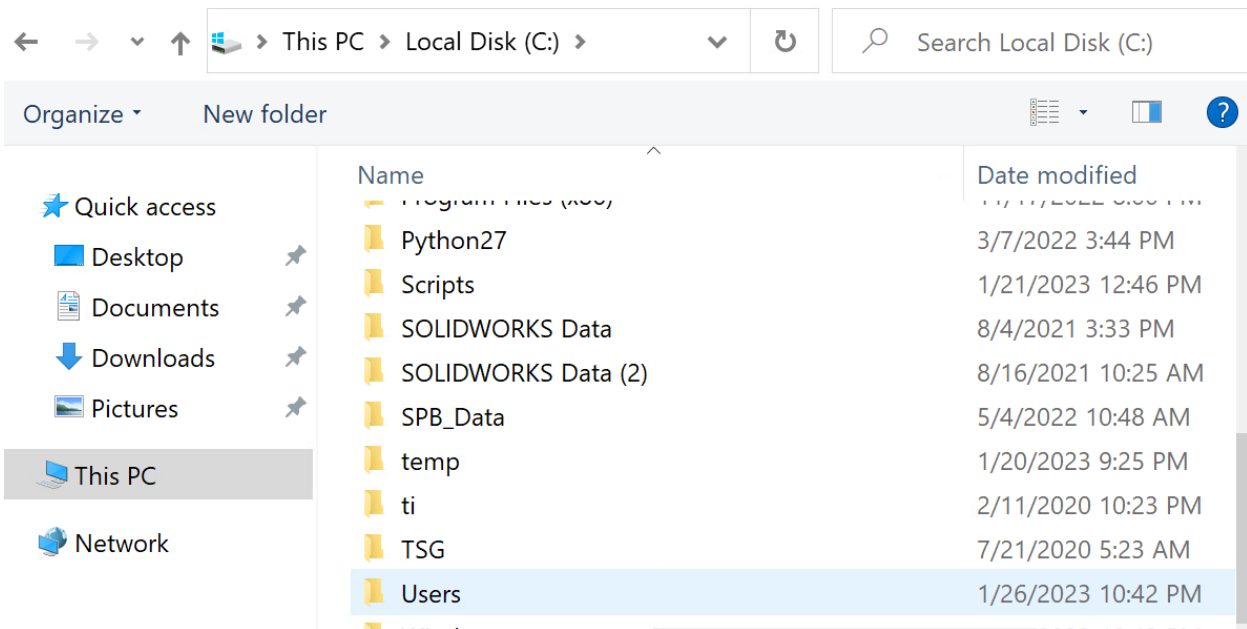 This PC > Local Disk (C:) >
Search Local Disk (C:)
Organize
New folder
?
Name
Date modified
Quick access
Desktop
Documents
Downloads
Pictures
This PC
Network
Program Files (x86)
Python27 3/7/2022 3:44 PM
Scripts 1/21/2023 12:46 PM
SOLIDWORKS Data 8/4/2021 3:33 PM
SOLIDWORKS Data (2) 8/16/2021 10:25 AM
SPB_Data 5/4/2022 10:48 AM
temp 1/20/2023 9:25 PM
ti 2/11/2020 10:23 PM
TSG 7/21/2020 5:23 AM
Users 1/26/2023 10:42 PM